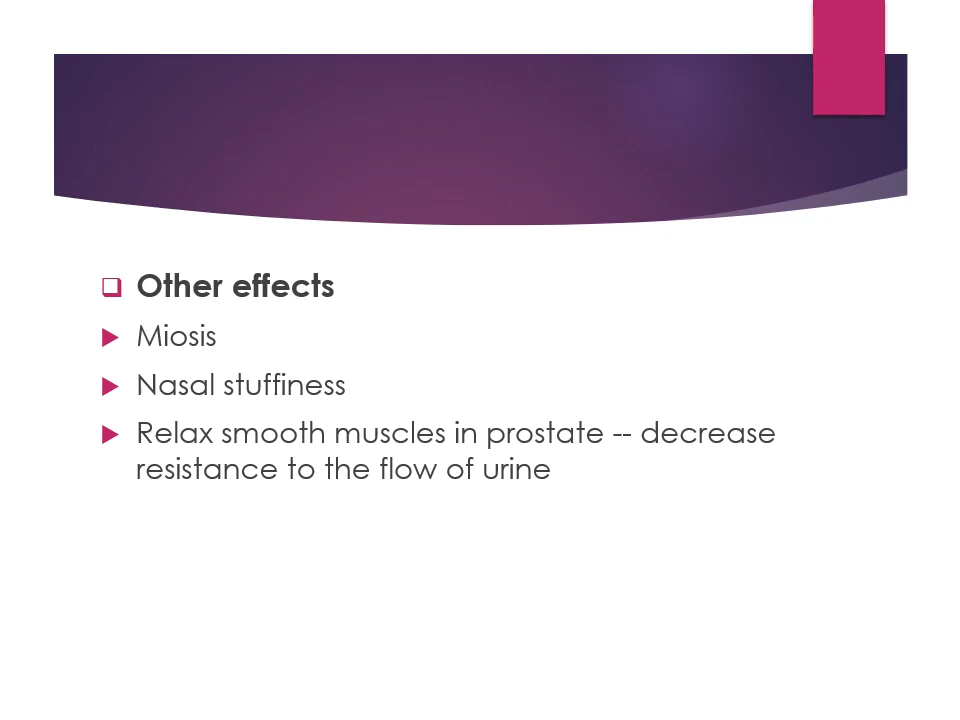 Other effects
Miosis
Nasal stuffiness
Relax smooth muscles in prostate -- decrease
resistance to the flow of urine